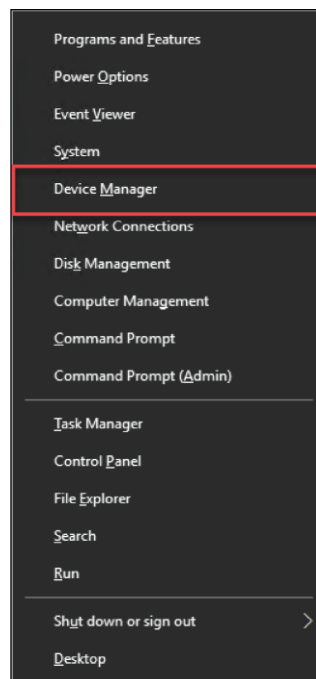 Programs and Features
Power Options
Event Viewer
System
Device Manager
Network Connections
Disk Management
Computer Management
Command Prompt
Command Prompt (Admin)
Task Manager
Control Panel
File Explorer
Search
Run
Shut down or sign out
Desktop